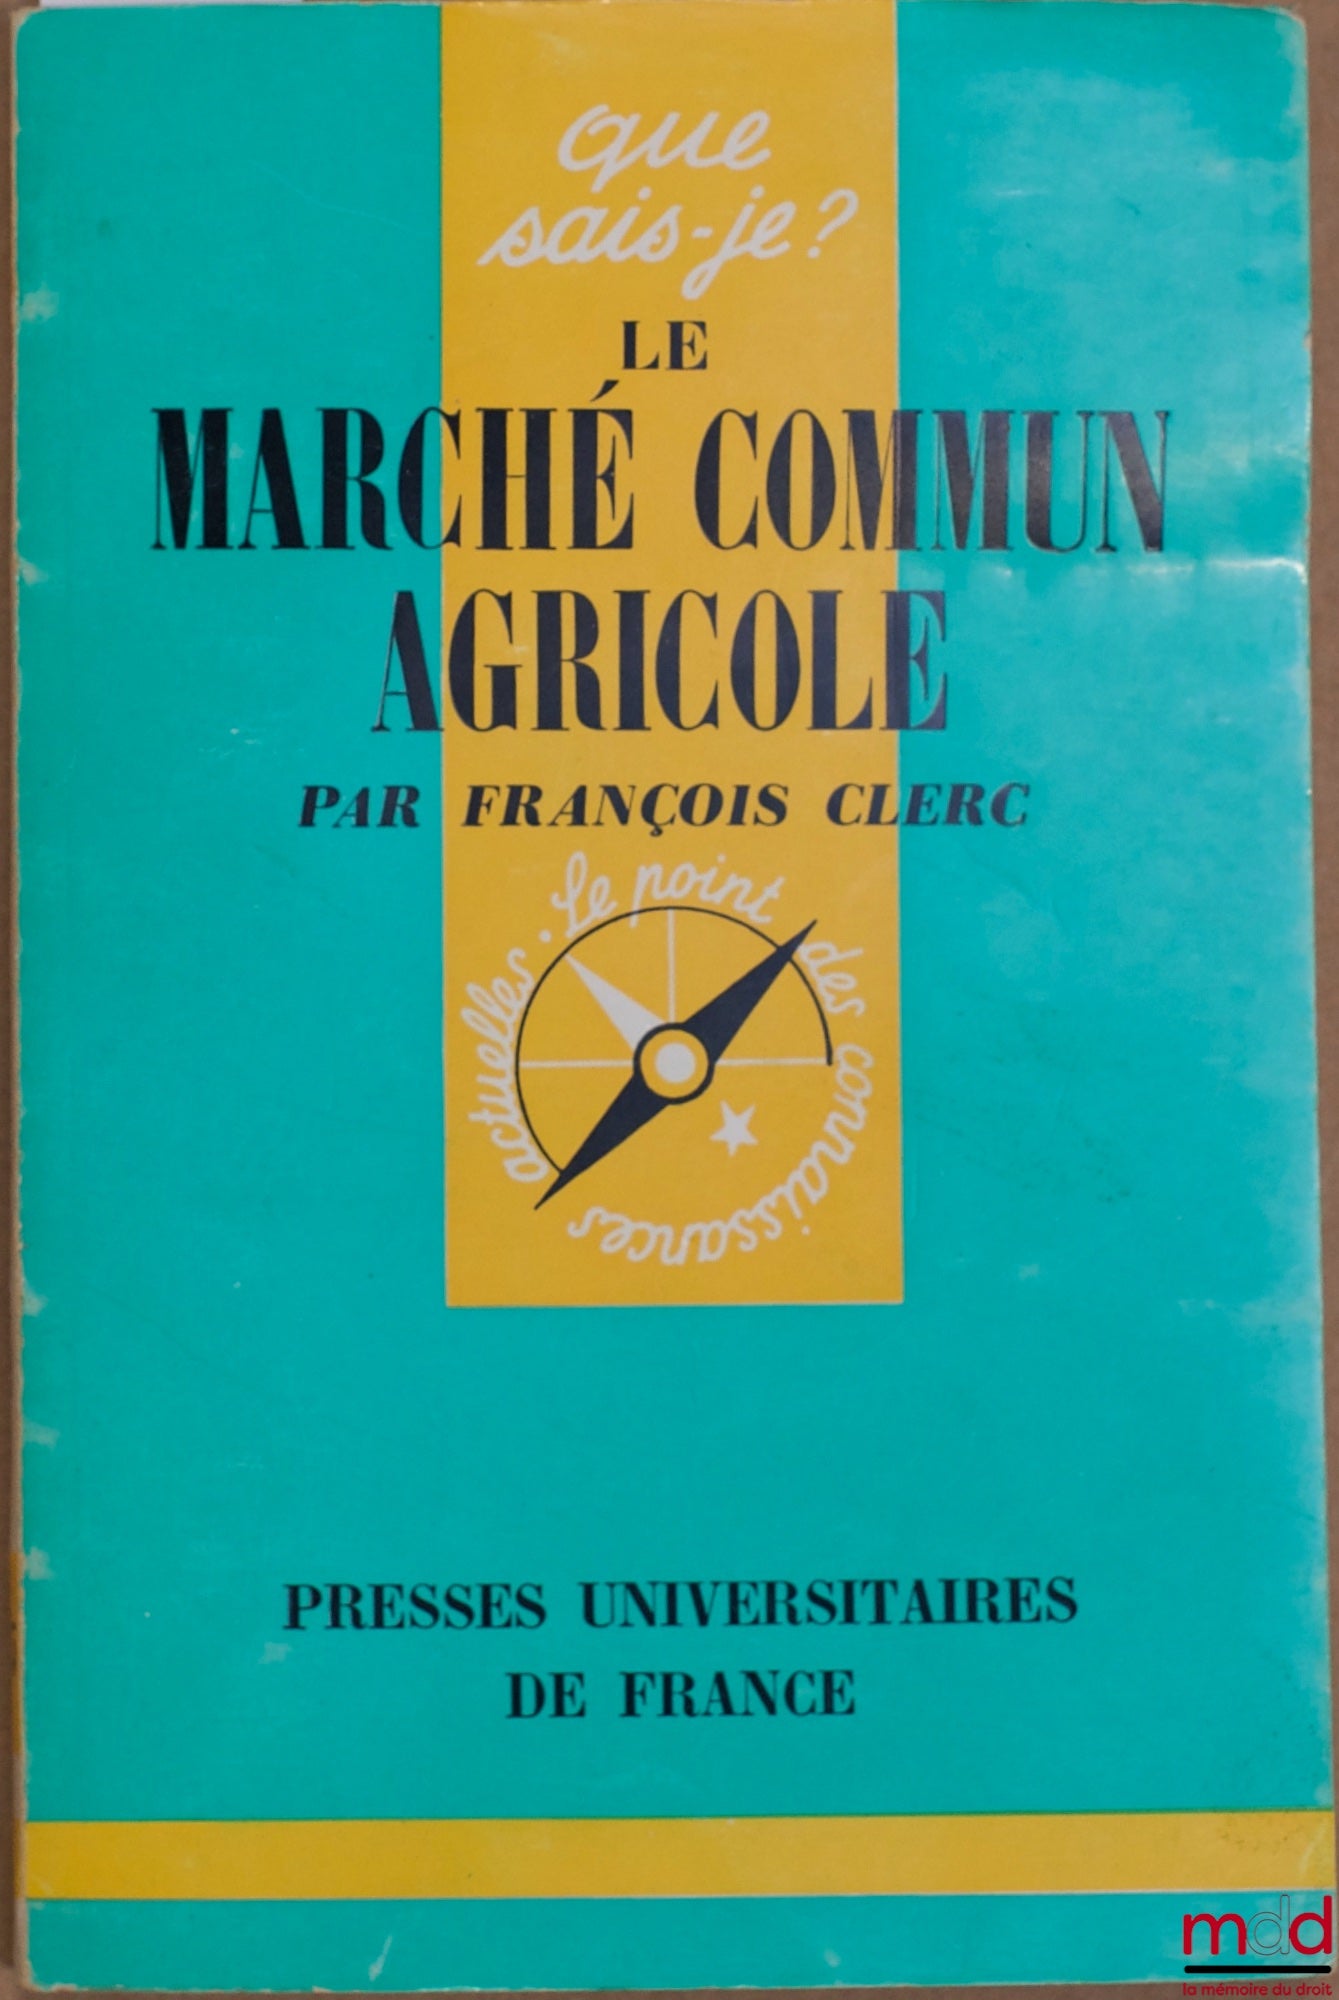 que
sais-je?
LE
MARCHÉ COMMUN
AGRICOLE
PAR FRANÇOIS CLERC
Le point des connaissances actuelles.
PRESSES UNIVERSITAIRES
DE FRANCE
mdd
la mémoire du droit